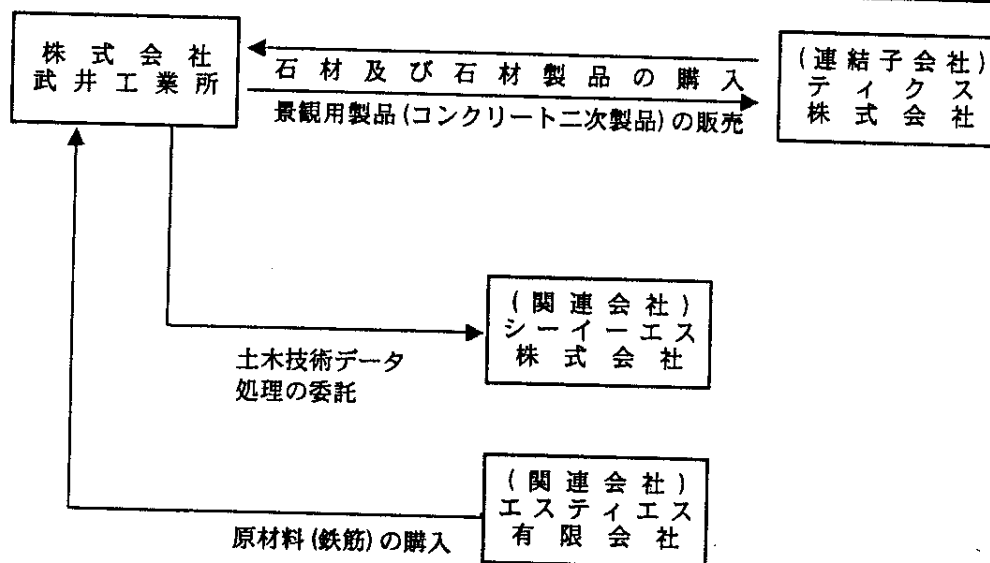 株式会社
武井工業所
石材及び石材製品の購入
景観用製品(コンクリート二次製品)の販売
(連結子会社)
ティクス
株式会社
(関連会社)
シーイーエス
株式会社
土木技術データ
処理の委託
(関連会社)
エスティエス
有限会社
原材料(鉄筋)の購入